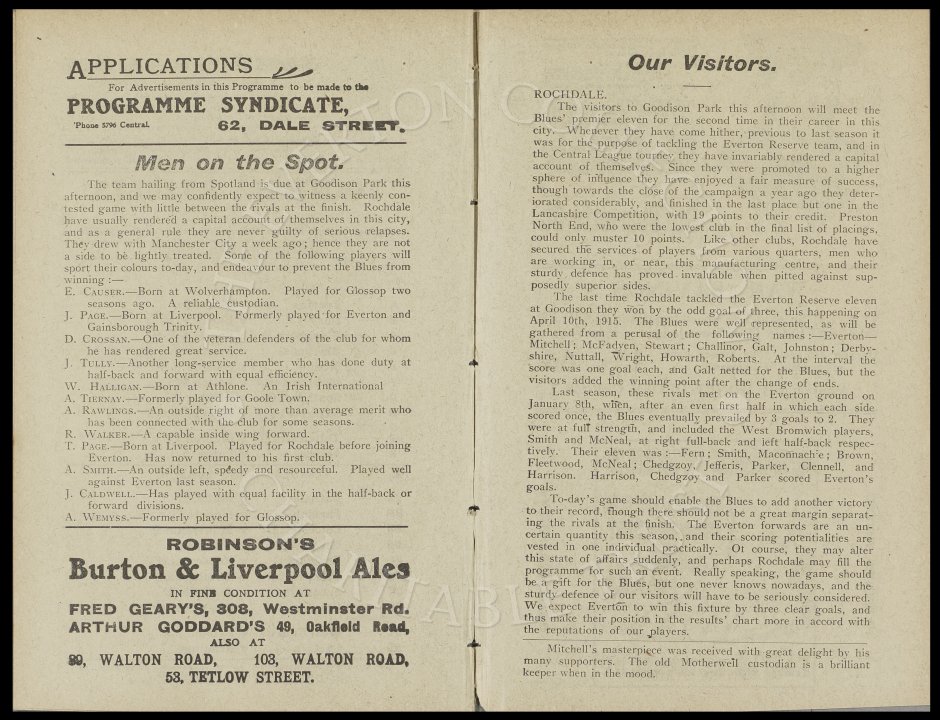 APPLICATIONS
For Advertisements in this Programme to be made to the
PROGRAMME SYNDICATE,
'Phone 5796 Central. 62, DALE STREET.
Men on the Spot.
The team hailing from Spotland is due at Goodison Park this
afternoon, and we may confidently expect to witness a keenly con-
tested game with little between the rivals at the finish. Rochdale
have usually rendered a capital account of themselves in this city,
and as a general rule they are never guilty of serious relapses.
They drew with Manchester City a week ago; hence they are not
a side to be lightly treated. Some of the following players will
sport their colours to-day, and endeavour to prevent the Blues from
winning :—
E. CAUSER.—Born at Wolverhampton. Played for Glossop two
seasons ago. A reliable custodian.
J. PAGE.—Born at Liverpool. Formerly played for Everton and
Gainsborough Trinity.
D. CROSSAN.—One of the veteran defenders of the club for whom
he has rendered great service.
J. TULLY.—Another long-service member who has done duty at
half-back and forward with equal efficiency.
W. HALLIGAN.—Born at Athlone. An Irish International
A. TIERNAY.—Formerly played for Goole Town.
A. RAWLINGS.—An outside right of more than average merit who
has been connected with the club for some seasons.
R. WALKER.—A capable inside wing forward.
T. PAGE.—Born at Liverpool. Played for Rochdale before joining
Everton. Has now returned to his first club.
A. SMITH.—An outside left, speedy and resourceful. Played well
against Everton last season.
J. CALDWELL.—Has played with equal facility in the half-back or
forward divisions.
A. WEMYSS.—Formerly played for Glossop.
ROBINSON'S
Burton & Liverpool Ales
IN FINE CONDITION AT
FRED GEARY'S, 308, Westminster Rd.
ARTHUR GODDARD'S 49, Oakfield Road,
ALSO AT
89, WALTON ROAD, 103, WALTON ROAD,
53, TETLOW STREET.
Our Visitors.
ROCHDALE.
The visitors to Goodison Park this afternoon will meet the
Blues' premier eleven for the second time in their career in this
city. Whenever they have come hither, previous to last season it
was for the purpose of tackling the Everton Reserve team, and in
the Central League tourney they have invariably rendered a capital
account of themselves. Since they were promoted to a higher
sphere of influence they have enjoyed a fair measure of success,
though towards the close of the campaign a year ago they deter-
iorated considerably, and finished in the last place but one in the
Lancashire Competition, with 19 points to their credit. Preston
North End, who were the lowest club in the final list of placings,
could only muster 10 points. Like other clubs, Rochdale have
secured the services of players from various quarters, men who
are working in, or near, this manufacturing centre, and their
sturdy defence has proved invaluable when pitted against sup-
posedly superior sides.
The last time Rochdale tackled the Everton Reserve eleven
at Goodison they won by the odd goal of three, this happening on
April 10th, 1915. The Blues were well represented, as will be
gathered from a perusal of the following names :—Everton—
Mitchell; McFadyen, Stewart; Challinor, Galt, Johnston; Derby-
shire, Nuttall, Wright, Howarth, Roberts. At the interval the
score was one goal each, and Galt netted for the Blues, but the
visitors added the winning point after the change of ends.
Last season, these rivals met on the Everton ground on
January 8th, when, after an even first half in which each side
scored once, the Blues eventually prevailed by 3 goals to 2. They
were at full strength, and included the West Bromwich players,
Smith and McNeal, at right full-back and left half-back respec-
tively. Their eleven was :—Fern; Smith, Maconnachie; Brown,
Fleetwood, McNeal; Chedgzoy, Jefferis, Parker, Clennell, and
Harrison. Harrison, Chedgzoy and Parker scored Everton's
goals.
To-day's game should enable the Blues to add another victory
to their record, though there should not be a great margin separat-
ing the rivals at the finish. The Everton forwards are an un-
certain quantity this season, and their scoring potentialities are
vested in one individual practically. Of course, they may alter
this state of affairs suddenly, and perhaps Rochdale may fill the
programme for such an event. Really speaking, the game should
be a gift for the Blues, but one never knows nowadays, and the
sturdy defence of our visitors will have to be seriously considered.
We expect Everton to win this fixture by three clear goals, and
thus make their position in the results' chart more in accord with
the reputations of our players.
Mitchell's masterpiece was received with great delight by his
many supporters. The old Motherwell custodian is a brilliant
keeper when in the mood.